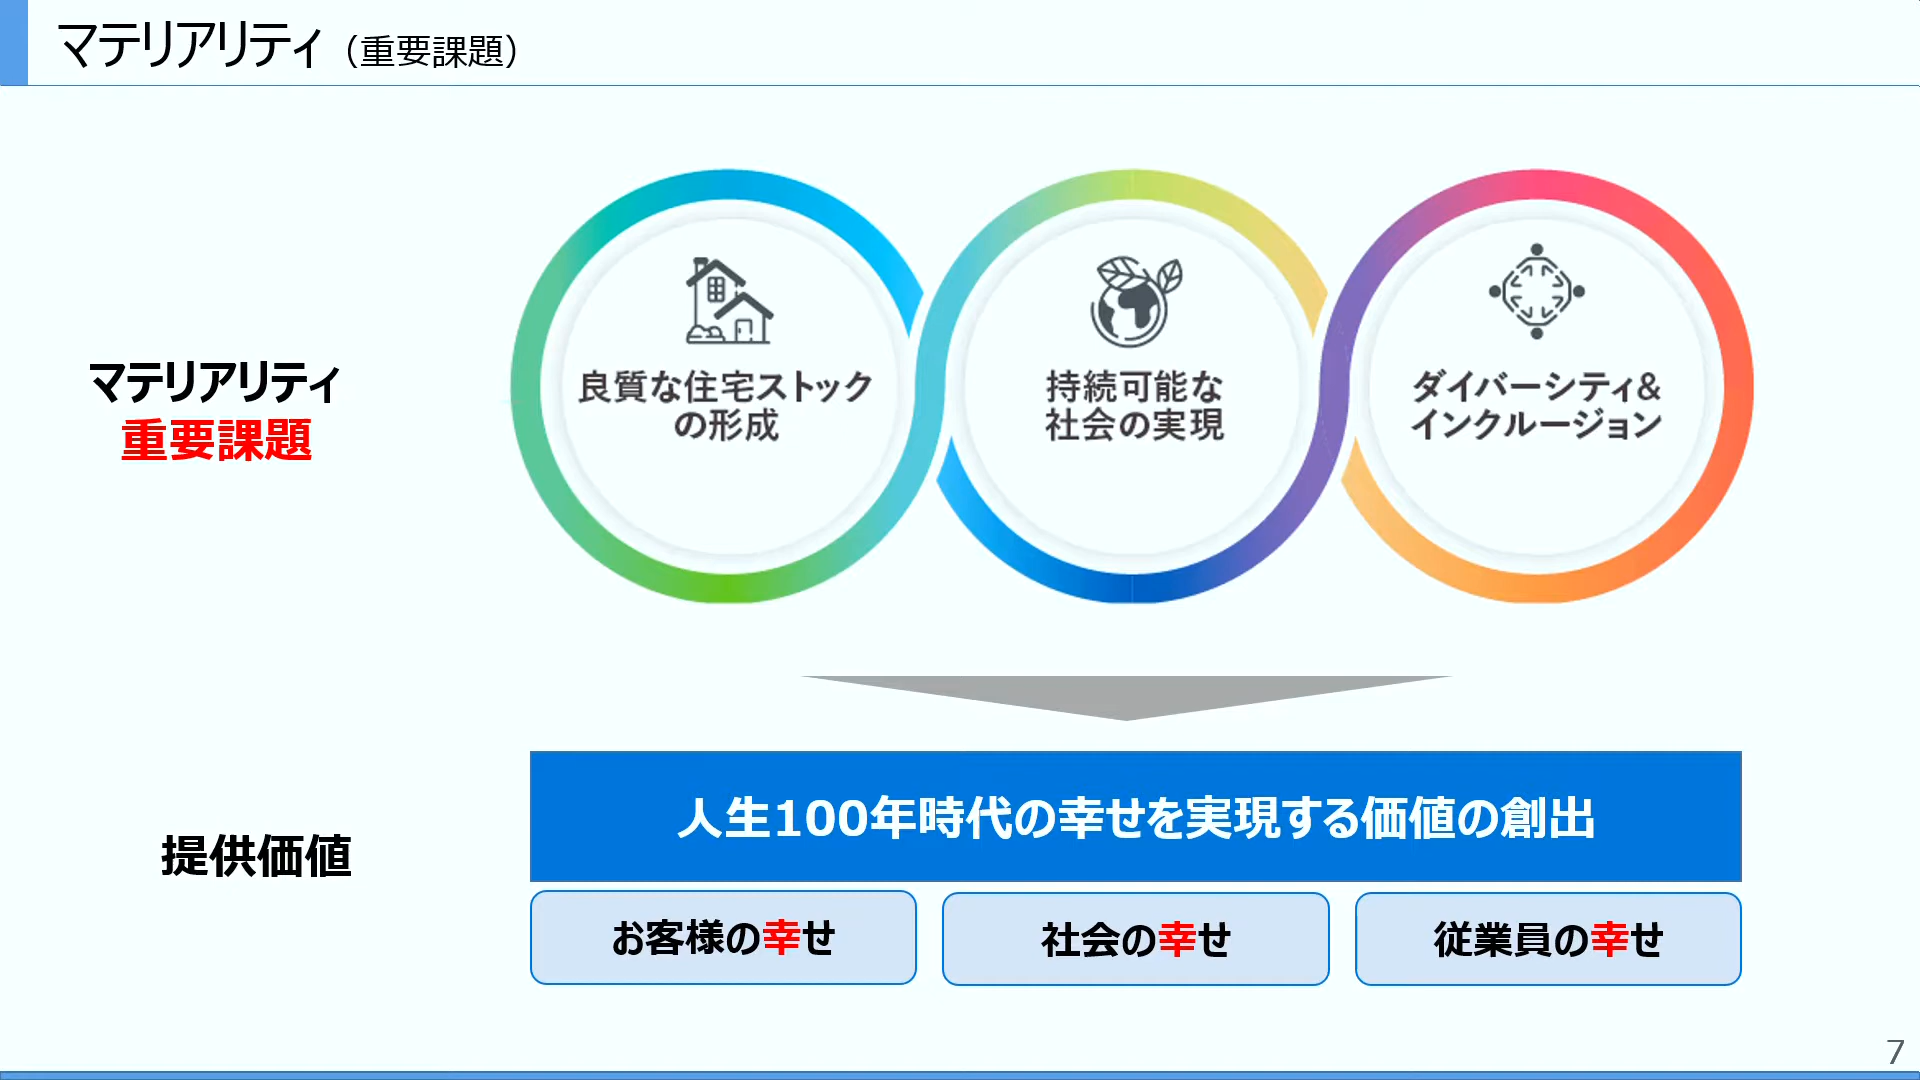 マテリアリティ（重要課題）
良質な住宅ストック
の形成
持続可能な
社会の実現
ダイバーシティ&
インクルージョン
マテリアリティ
重要課題
人生100年時代の幸せを実現する価値の創出
提供価値
お客様の幸せ
社会の幸せ
従業員の幸せ
7